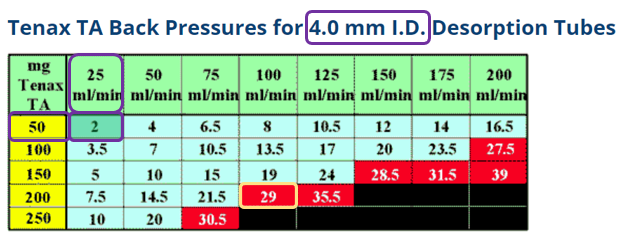 Tenax TA Back Pressures for 4.0 mm I.D. Desorption Tubes
mg Tenax TA 25 ml/min 50 ml/min 75 ml/min 100 ml/min 125 ml/min 150 ml/min 175 ml/min 200 ml/min
50 2 4 6.5 8 10.5 12 14 16.5
100 3.5 7 10.5 13.5 17 20 23.5 27.5
150 5 10 15 19 24 28.5 31.5 39
200 7.5 14.5 21.5 29 35.5
250 10 20 30.5